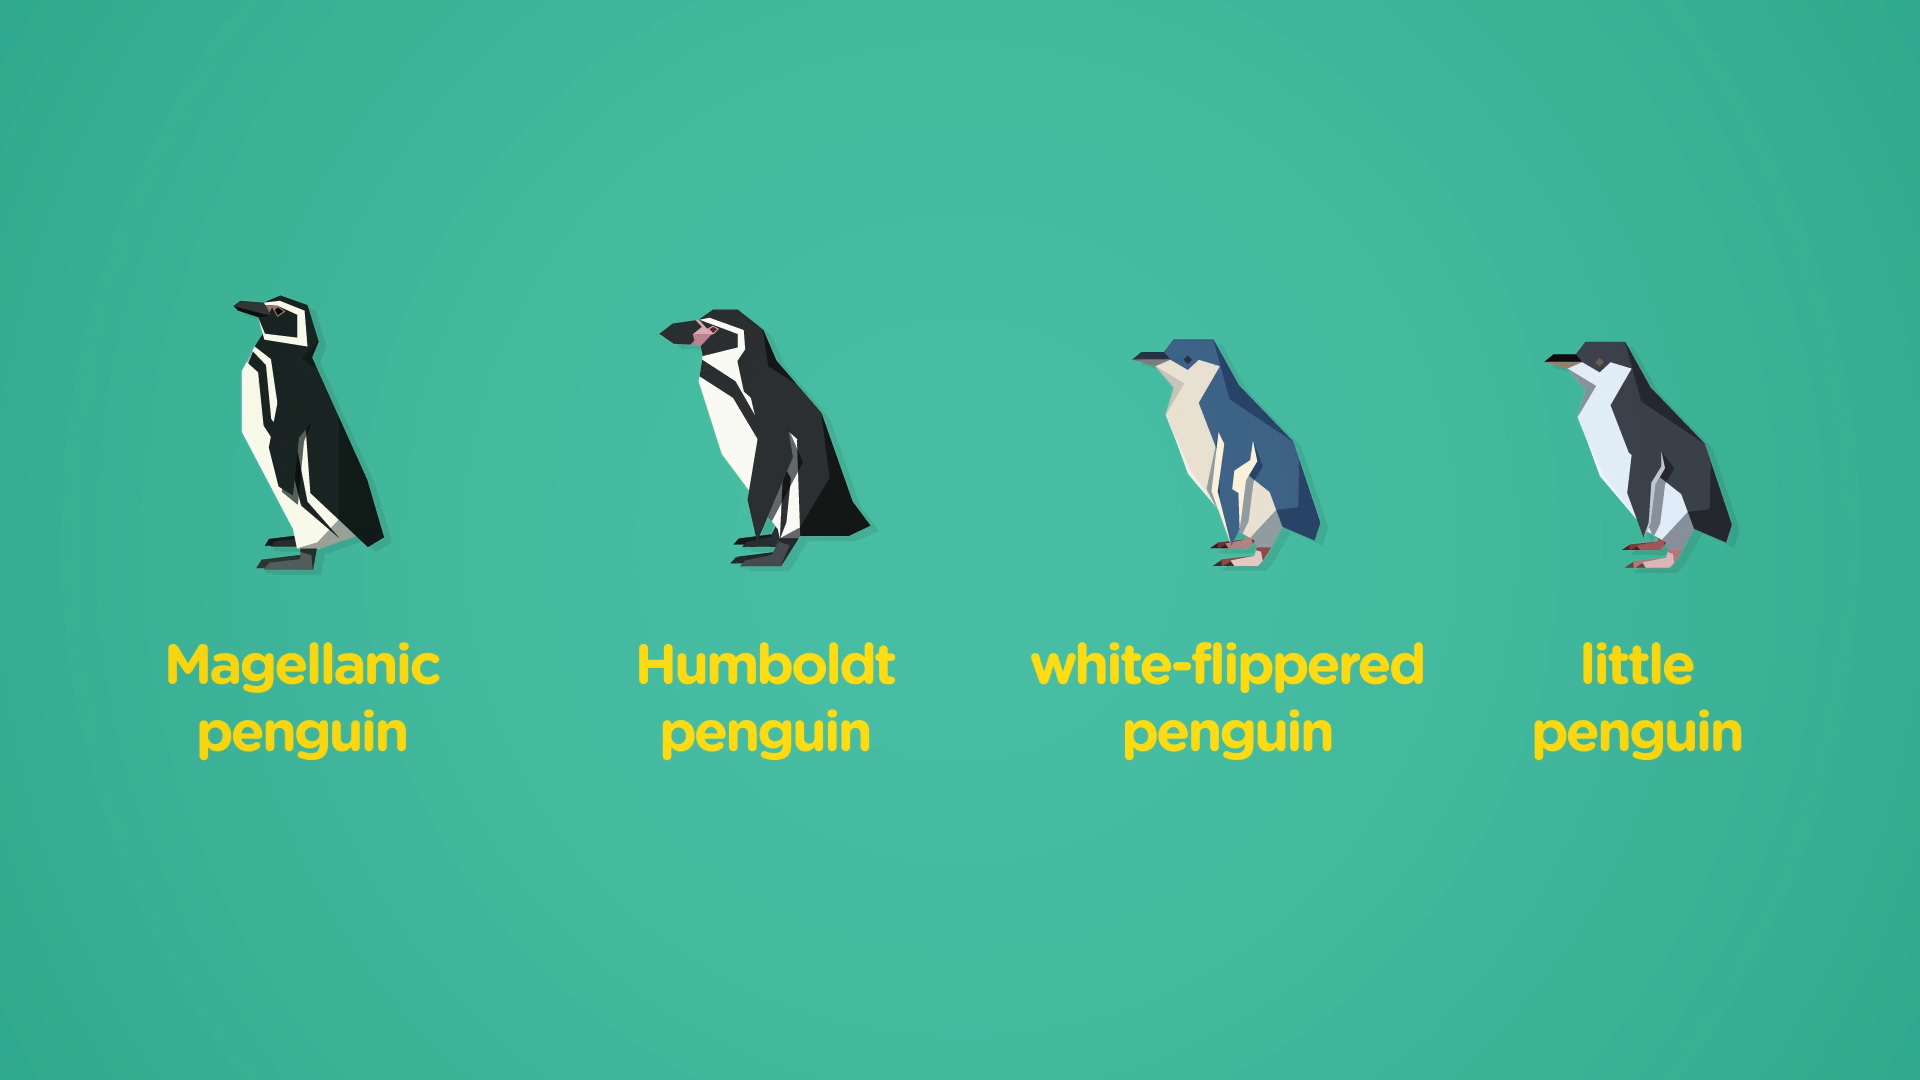 Magellanic
penguin
Humboldt
penguin
white-flippered
penguin
little
penguin